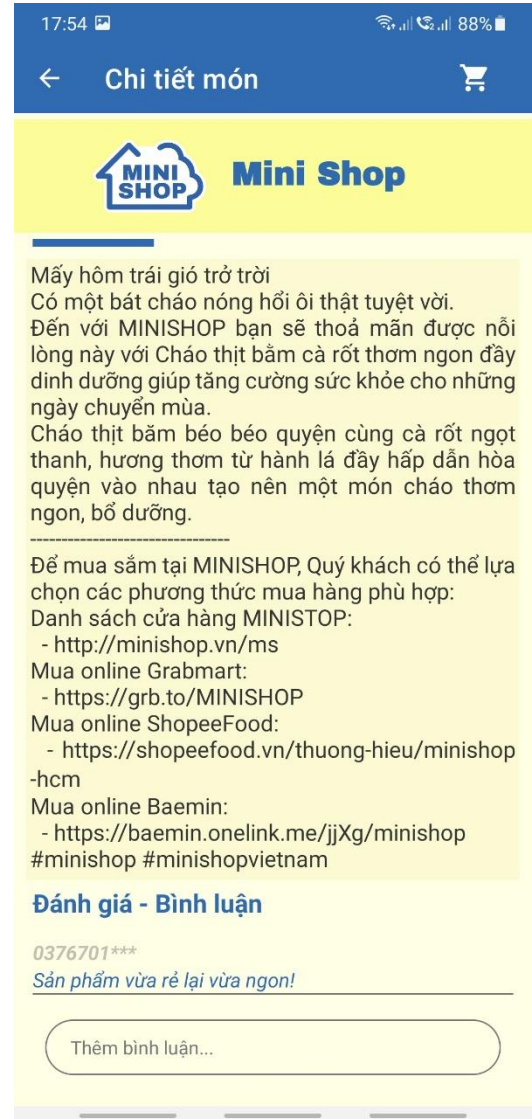 17:54 88%
Chi tiết món
MINI
SHOP
Mini Shop
Mấy hôm trái gió trở trời
Có một bát cháo nóng hổi ôi thật tuyệt vời.
Đến với MINISHOP bạn sẽ thoả mãn được nỗi
lòng này với Cháo thịt bằm cà rốt thơm ngon đầy
dinh dưỡng giúp tăng cường sức khỏe cho những
ngày chuyển mùa.
Cháo thịt băm béo béo quyện cùng cà rốt ngọt
thanh, hương thơm từ hành lá đầy hấp dẫn hòa
quyện vào nhau tạo nên một món cháo thơm
ngon, bổ dưỡng.
--------------------------------
Để mua sắm tại MINISHOP, Quý khách có thể lựa
chọn các phương thức mua hàng phù hợp:
Danh sách cửa hàng MINISTOP:
- http://minishop.vn/ms
Mua online Grabmart:
- https://grb.to/MINISHOP
Mua online ShopeeFood:
- https://shopeefood.vn/thuong-hieu/minishop
-hcm
Mua online Baemin:
- https://baemin.onelink.me/jjXg/minishop
#minishop #minishopvietnam
Đánh giá - Bình luận
0376701***
Sản phẩm vừa rẻ lại vừa ngon!
Thêm bình luận...